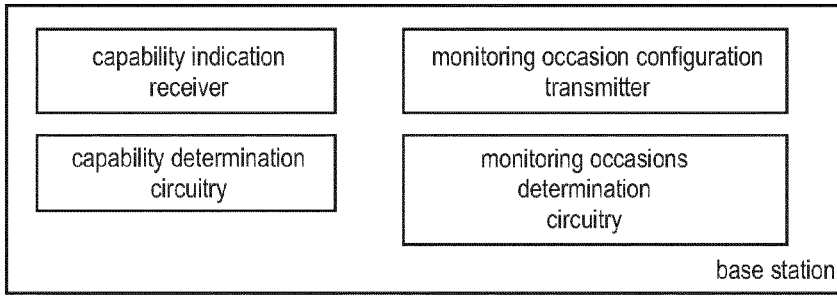 capability indication
receiver
monitoring occasion configuration
transmitter
capability determination
circuitry
monitoring occasions
determination
circuitry
base station